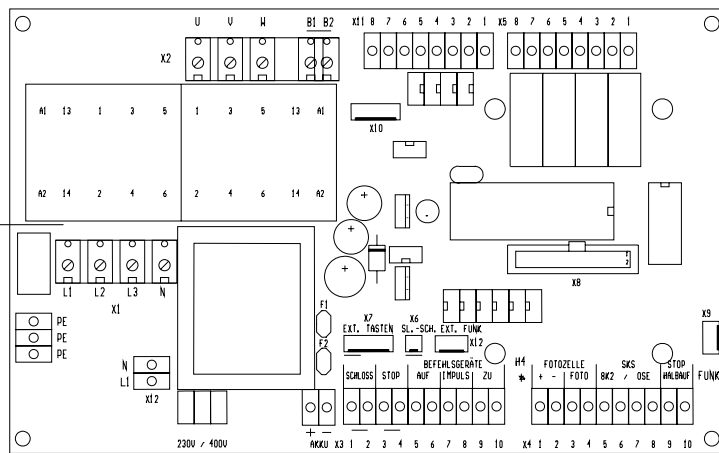 U V W B1 B2 X11 8 7 6 5 4 3 2 1 X5 8 7 6 5 4 3 2 1
X2
A1 13 1 3 5 1 3 5 13 A1
X10
A2 14 2 4 6 2 4 6 14 A2
1
2
X8
L1 L2 L3 N
X1
F1
X7 X6
X9
PE EXT. TASTEN SL.-SCH. EXT. FUNK
PE F2 X12
PE
N BEFEHLSGERÄTE H4 FOTOZELLE SKS STOP
L1 SCHLOSS STOP AUF IMPULS ZU * + - FOTO 8K2 / OSE HALBAUF FUNK
X12
+ -
230V / 400V AKKU X3 1 2 3 4 5 6 7 8 9 10 X4 1 2 3 4 5 6 7 8 9 10